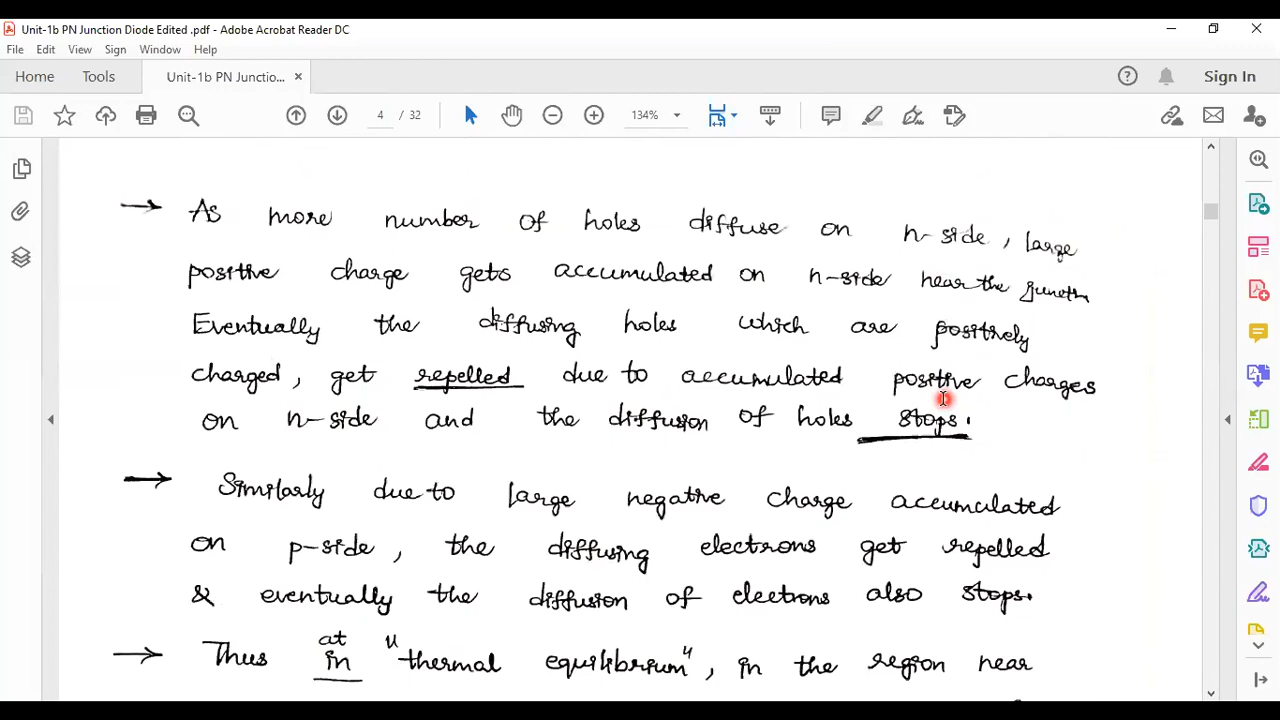 Unit-1b PN Junction Diode Edited .pdf - Adobe Acrobat Reader DC
File Edit View Sign Window Help
Home Tools Unit-1b PN Junctio... × Sign In
4 / 32 134%
→ As more number of holes diffuse on n-side, large
positive charge gets accumulated on n-side near the
Eventually the diffusing holes which are positively
charged, get repelled due to accumulated positive charges
on n-side and the diffusion of holes stops.
→ Similarly due to large negative charge accumulated
on p-side, the diffusing electrons get repelled
& eventually the diffusion of electrons also stops.
at
→ Thus in "thermal equilibrium", in the region near